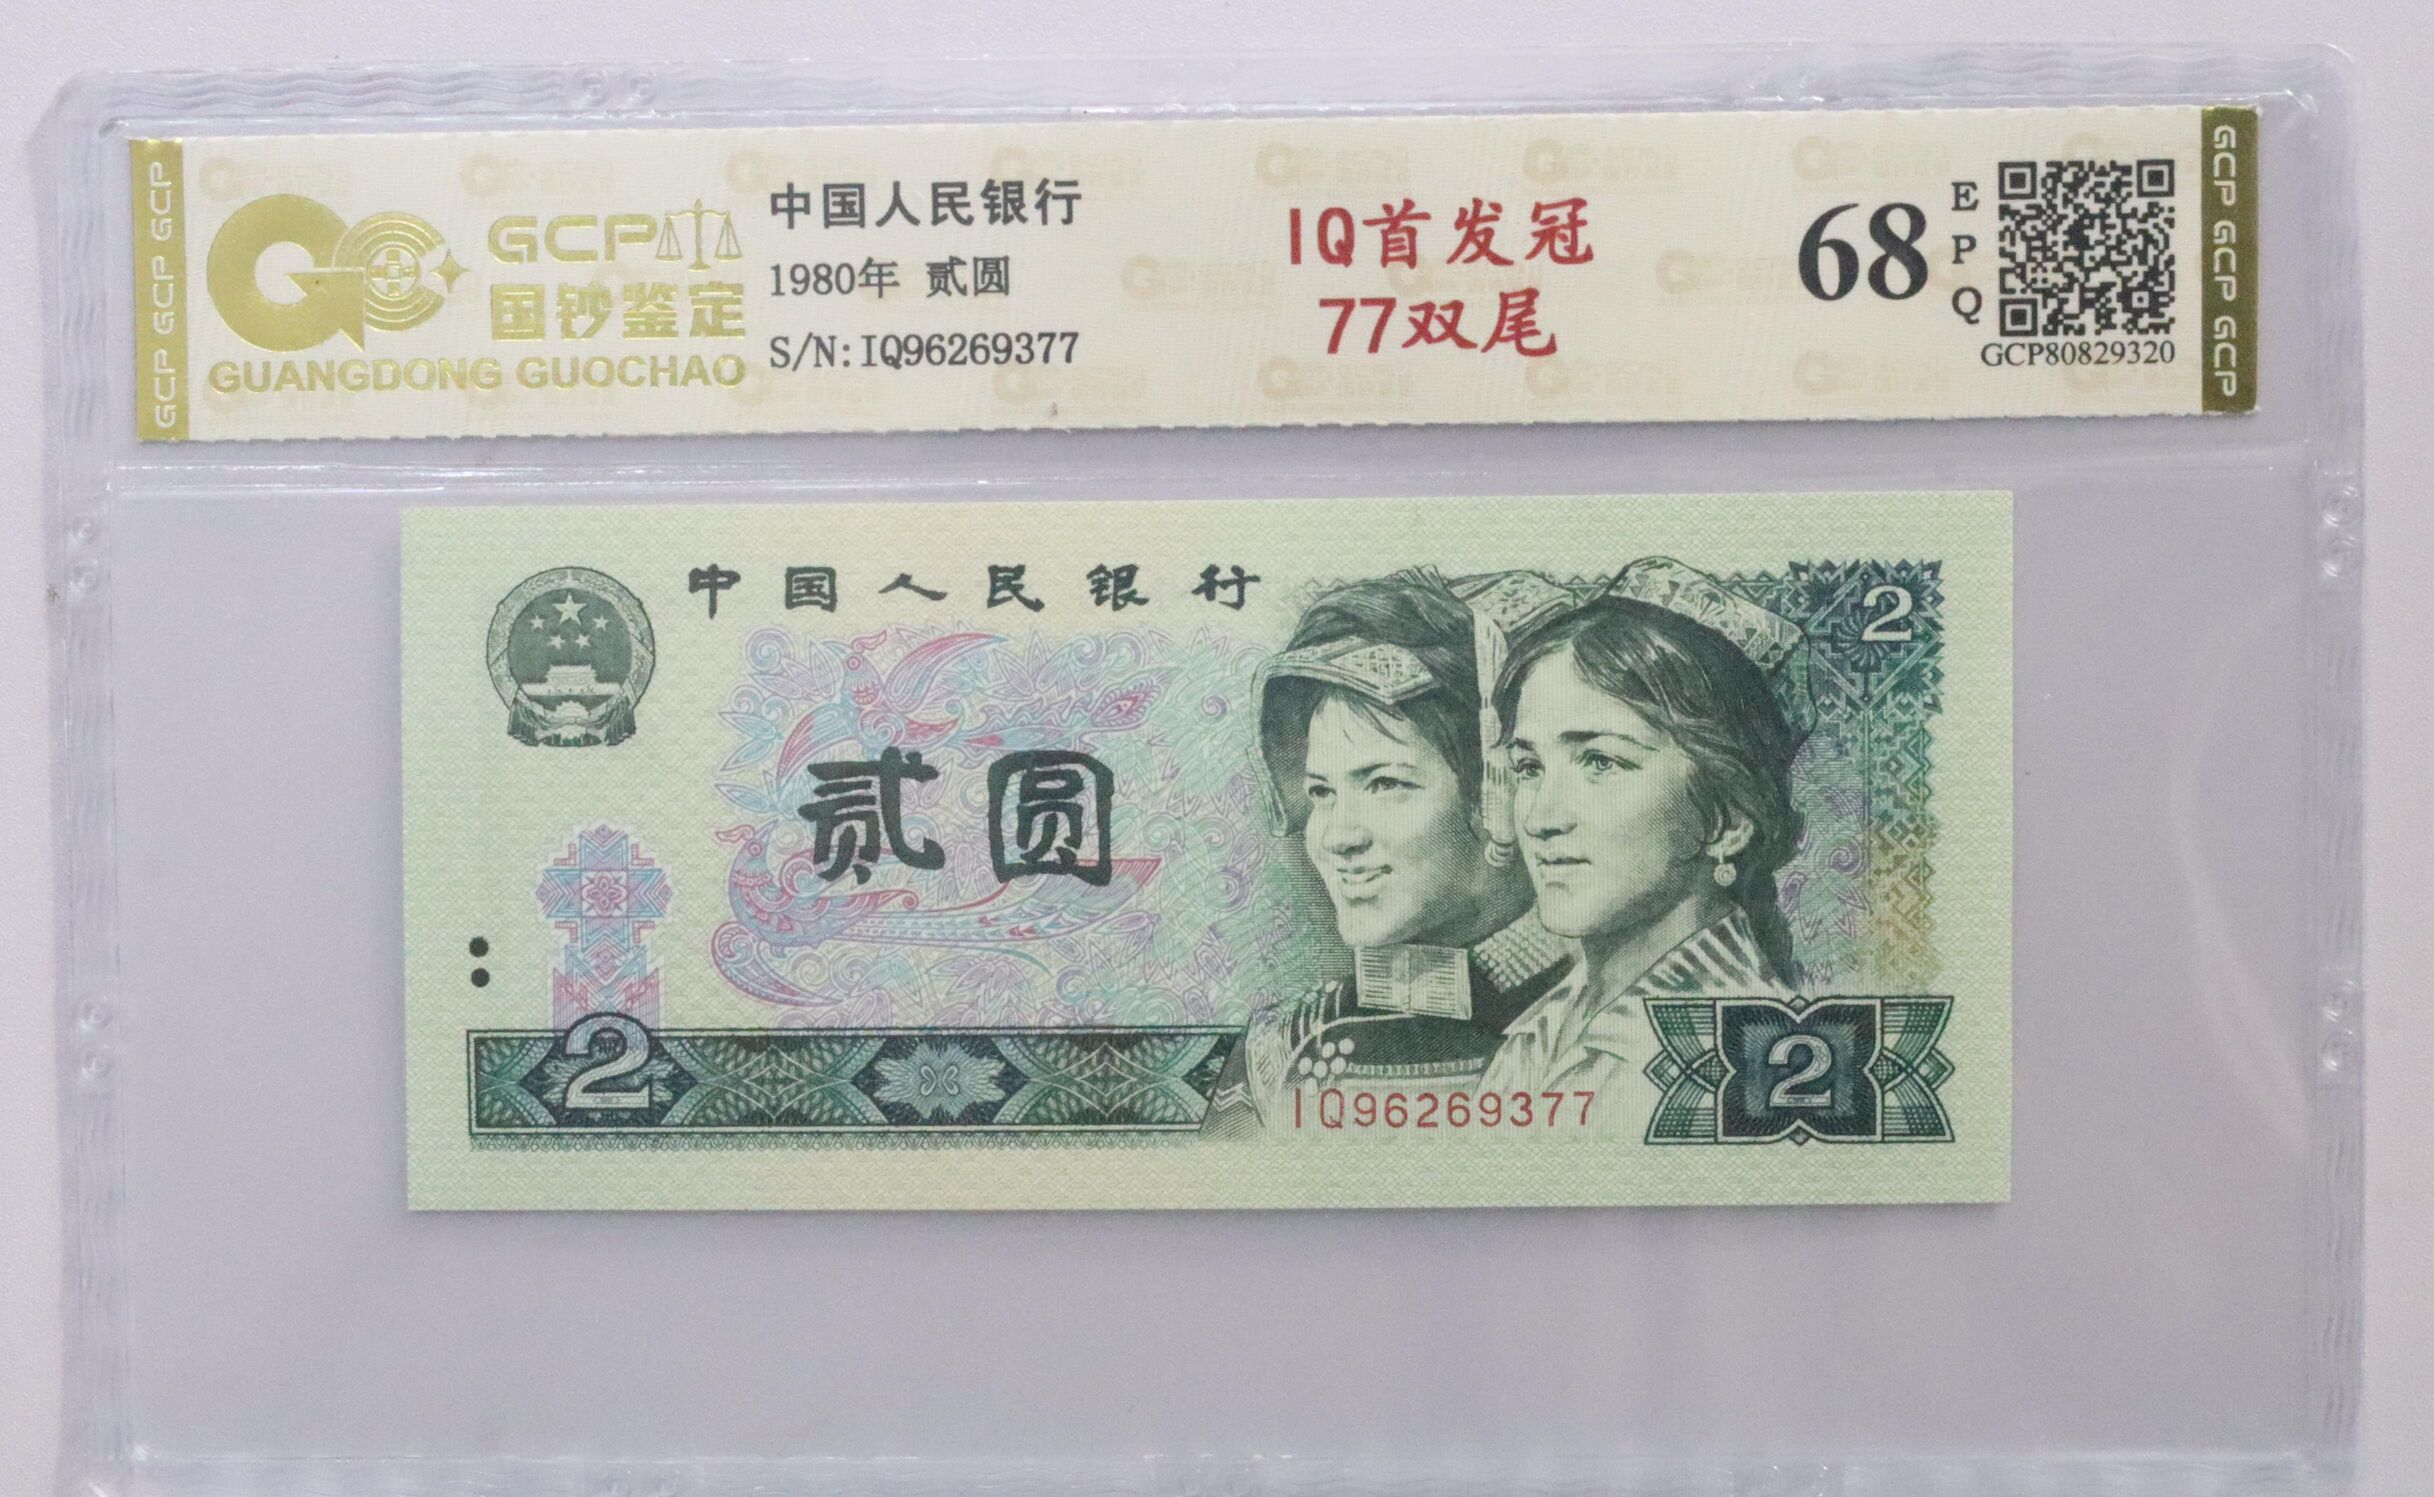 GCP GCP GCP
GCP
国钞鉴定
GUANGDONG GUOCHAO
中国人民银行
1980年 贰圆
S/N:IQ96269377
IQ首发冠
77双尾
68
EPQ
GCP80829320
GCP GCP GCP
中国人民银行
2
贰圆
2
2
IQ96269377